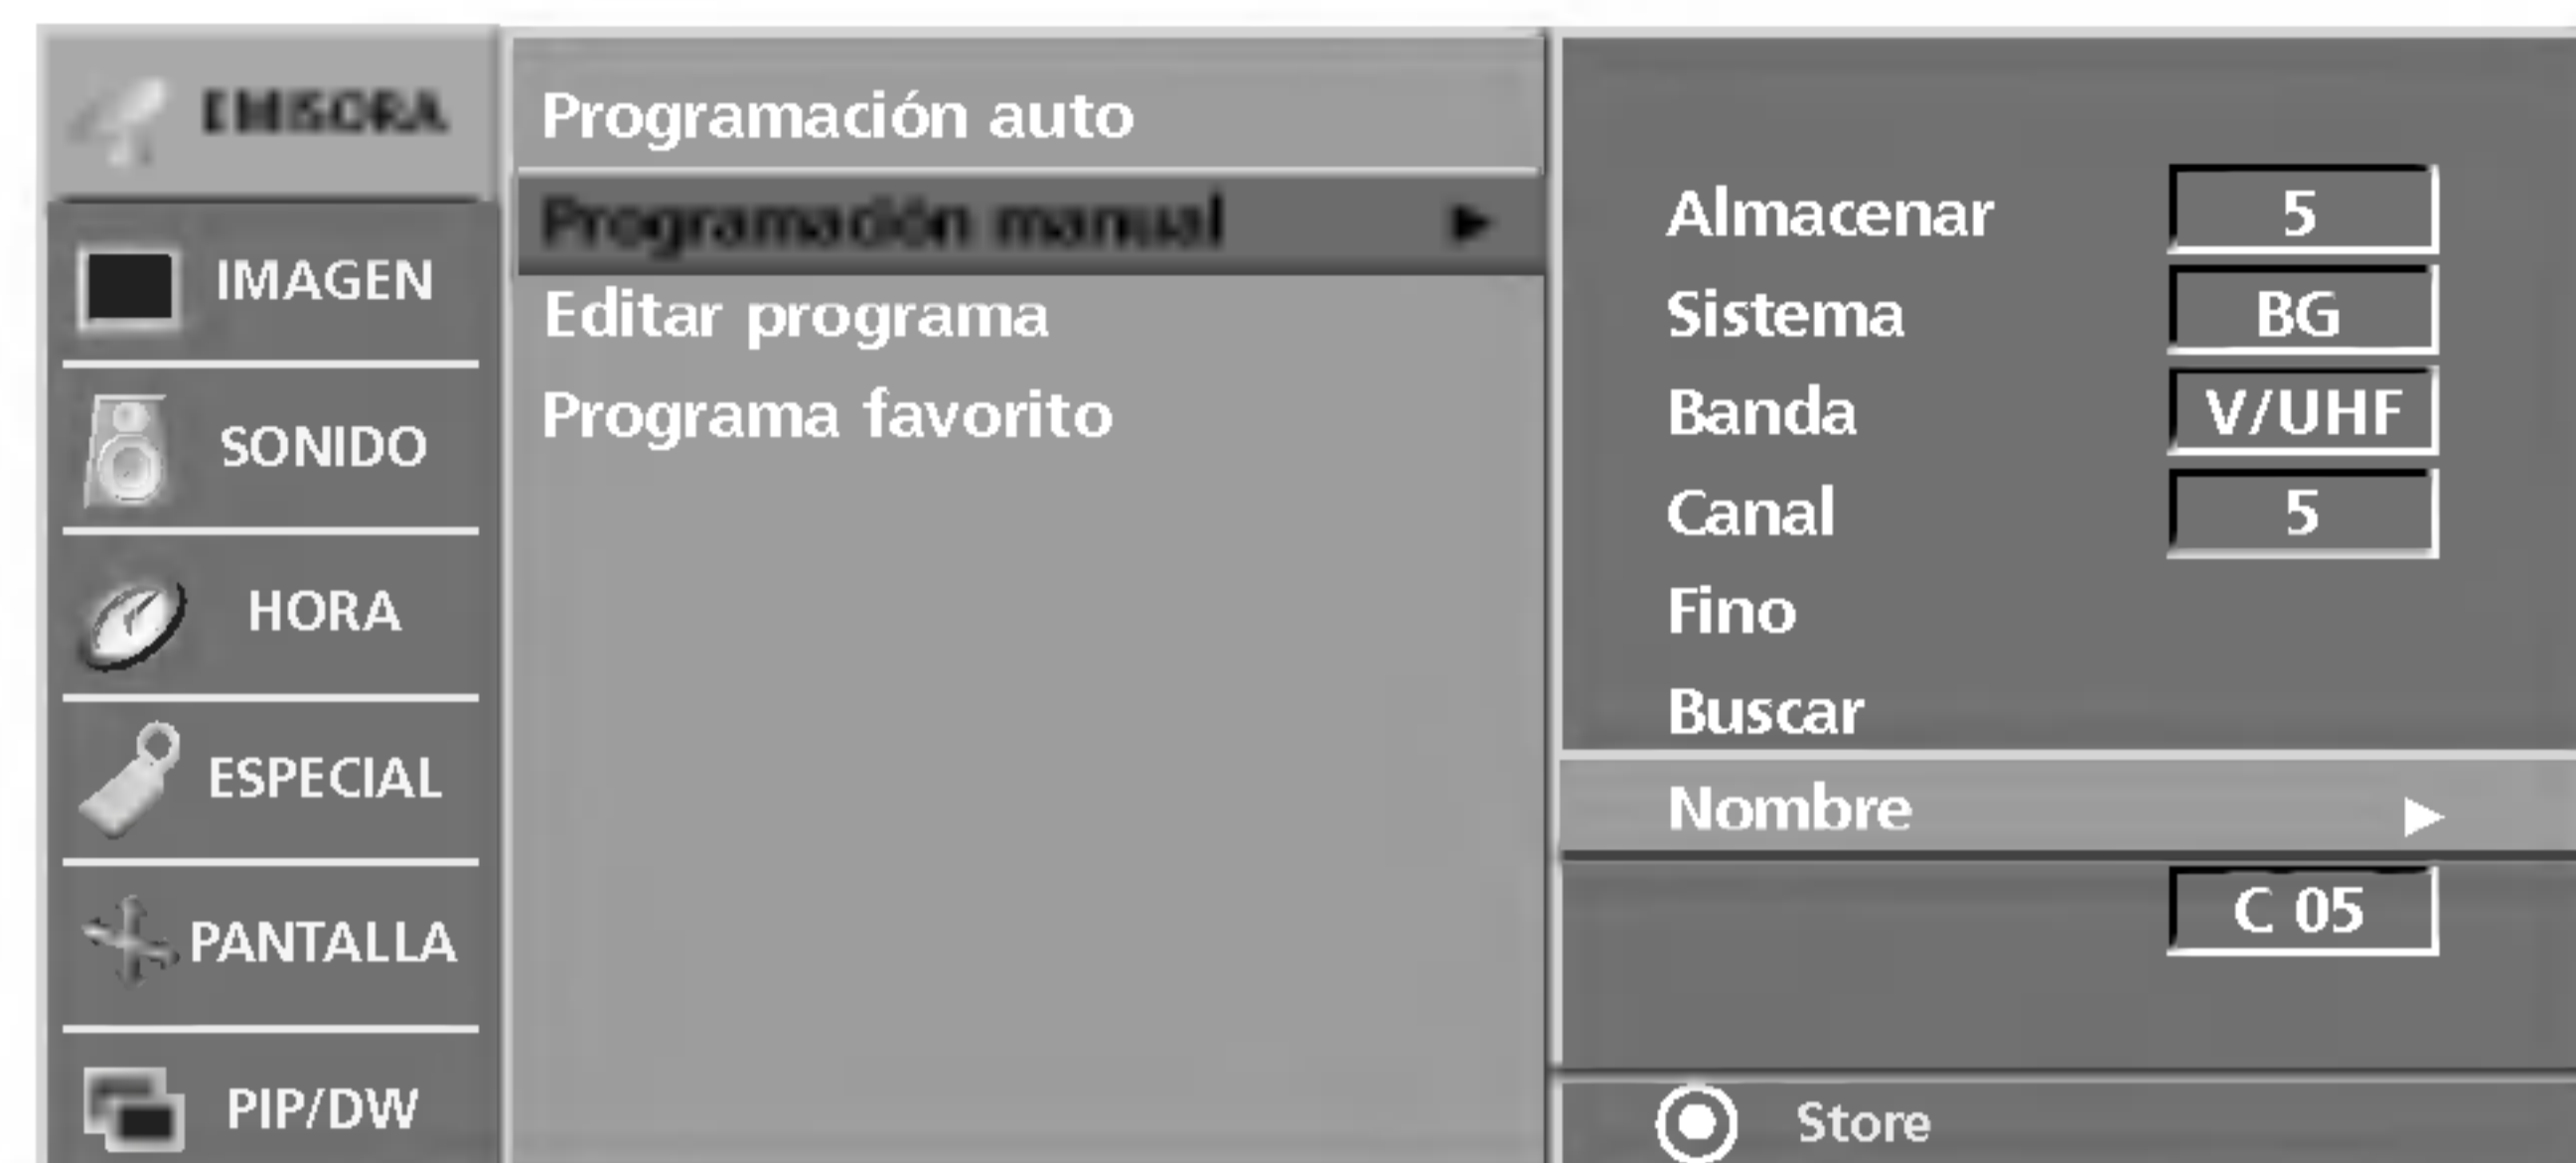 EMISORA
IMAGEN
SONIDO
HORA
ESPECIAL
PANTALLA
PIP/DW
Programación auto
Programación manual
Editar programa
Programa favorito
Almacenar 5
Sistema BG
Banda V/UHF
Canal 5
Fino
Buscar
Nombre
C 05
Store